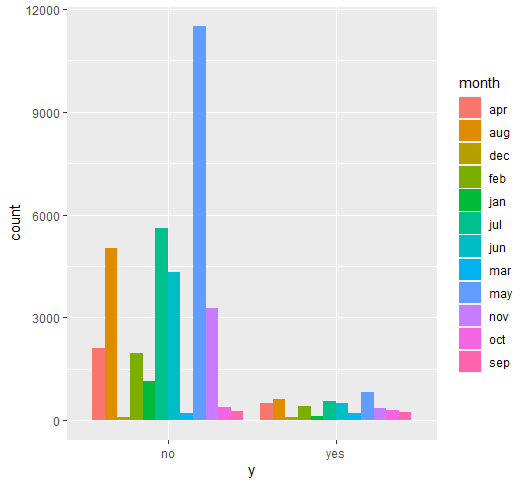 12000
9000
6000
3000
0
count
no
yes
y
month
apr
aug
dec
feb
jan
jul
jun
mar
may
nov
oct
sep